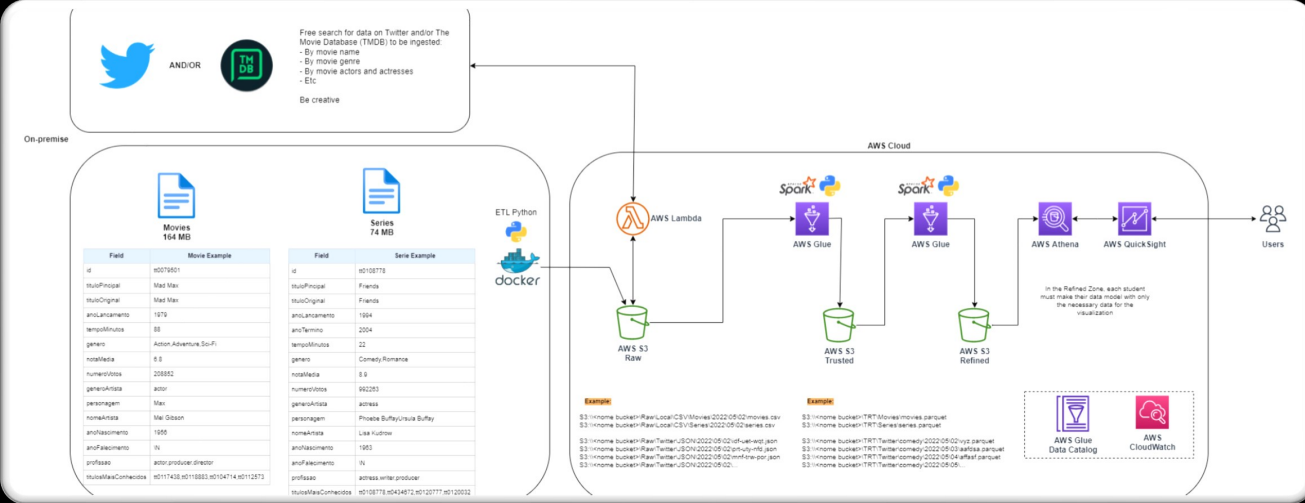 AND/OR
TM
DB
Free search for data on Twitter and/or The
Movie Database (TMDB) to be ingested:
- By movie name
- By movie genre
- By movie actors and actresses
- Etc
Be creative
On-premise
Movies
164 MB
Field Movie Example
id tt0079501
tituloPincipal Mad Max
tituloOriginal Mad Max
anoLancamento 1979
tempoMinutos 88
genero Action,Adventure,Sci-Fi
notaMedia 6.8
numeroVotos 208852
generoArtista actor
personagem Max
nomeArtista Mel Gibson
anoNascimento 1956
anoFalecimento \N
profissao actor,producer,director
titulosMaisConhecidos tt0117438,tt0118883,tt0104714,tt0112573
Series
74 MB
Field Serie Example
id tt0108778
tituloPincipal Friends
tituloOriginal Friends
anoLancamento 1994
anoTermino 2004
tempoMinutos 22
genero Comedy,Romance
notaMedia 8.9
numeroVotos 992263
generoArtista actress
personagem Phoebe BuffayUrsula Buffay
nomeArtista Lisa Kudrow
anoNascimento 1963
anoFalecimento \N
profissao actress,writer,producer
titulosMaisConhecidos tt0108778,tt0434672,tt0120777,tt0120032
ETL Python
docker
AWS Cloud
AWS Lambda
AWS S3
Raw
Spark
AWS Glue
AWS S3
Trusted
Spark
AWS Glue
AWS S3
Refined
AWS Athena
AWS QuickSight
Users
In the Refined Zone, each student
must make their data model with only
the necessary data for the
visualization
Example:
S3:\\<nome bucket>\Raw\Local\CSV\Movies\2022\05\02\movies.csv
S3:\\<nome bucket>\Raw\Local\CSV\Series\2022\05\02\series.csv
S3:\\<nome bucket>\Raw\Twitter\JSON\2022\05\02\
S3:\\<nome bucket>\Raw\Twitter\JSON\2022\05\02\prt-uty-nfd.json
S3:\\<nome bucket>\Raw\Twitter\JSON\2022\05\02\
S3:\\<nome bucket>\Raw\Twitter\JSON\2022\05\02\...
Example:
S3:\\<nome bucket>\TRT\Movies\movies.parquet
S3:\\<nome bucket>\TRT\Series\series.parquet
S3:\\<nome bucket>\TRT\Twitter\comedy\2022\05\02\xyz.parquet
S3:\\<nome bucket>\TRT\Twitter\comedy\2022\05\03\
S3:\\<nome bucket>\TRT\Twitter\comedy\2022\05\04\
S3:\\<nome bucket>\TRT\Twitter\comedy\2022\05\05\...
AWS Glue
Data Catalog
AWS
CloudWatch